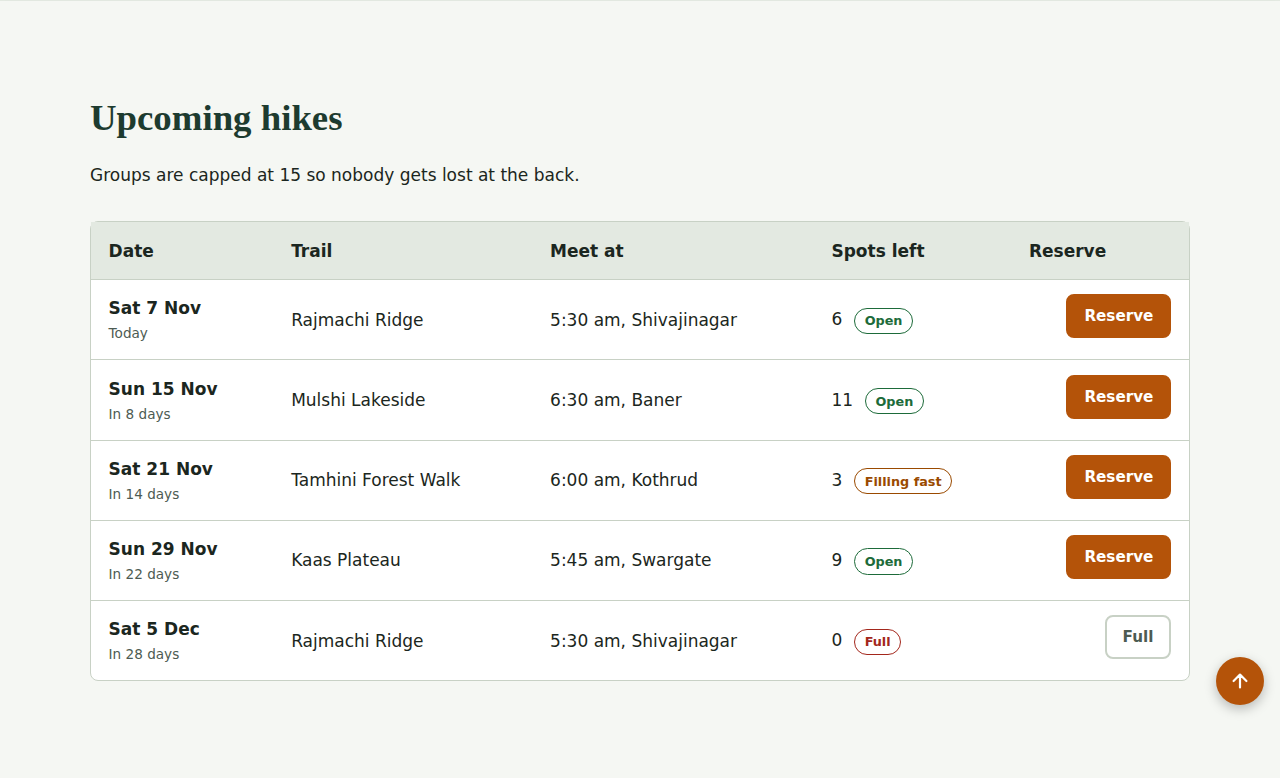 Upcoming hikes
Groups are capped at 15 so nobody gets lost at the back.
Date Trail Meet at Spots left Reserve
Sat 7 Nov
Today
Rajmachi Ridge 5:30 am, Shivajinagar 6 Open Reserve
Sun 15 Nov
In 8 days
Mulshi Lakeside 6:30 am, Baner 11 Open Reserve
Sat 21 Nov
In 14 days
Tamhini Forest Walk 6:00 am, Kothrud 3 Filling fast Reserve
Sun 29 Nov
In 22 days
Kaas Plateau 5:45 am, Swargate 9 Open Reserve
Sat 5 Dec
In 28 days
Rajmachi Ridge 5:30 am, Shivajinagar 0 Full Full